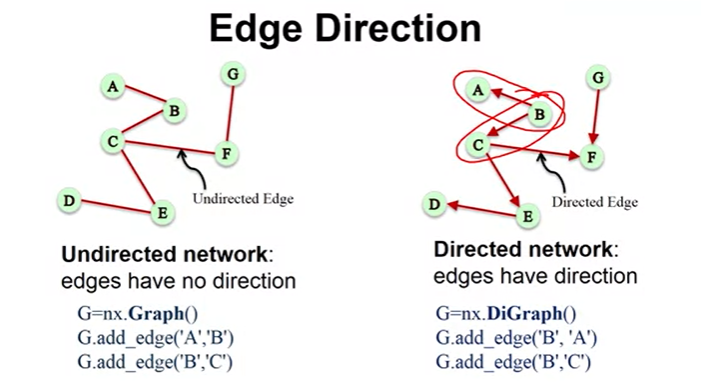 Edge Direction
A
B
C
D
E
F
G
Undirected Edge
Undirected network:
edges have no direction
G=nx.Graph()
G.add_edge('A','B')
G.add_edge('B','C')
A
B
C
D
E
F
G
Directed Edge
Directed network:
edges have direction
G=nx.DiGraph()
G.add_edge('B', 'A')
G.add_edge('B','C')